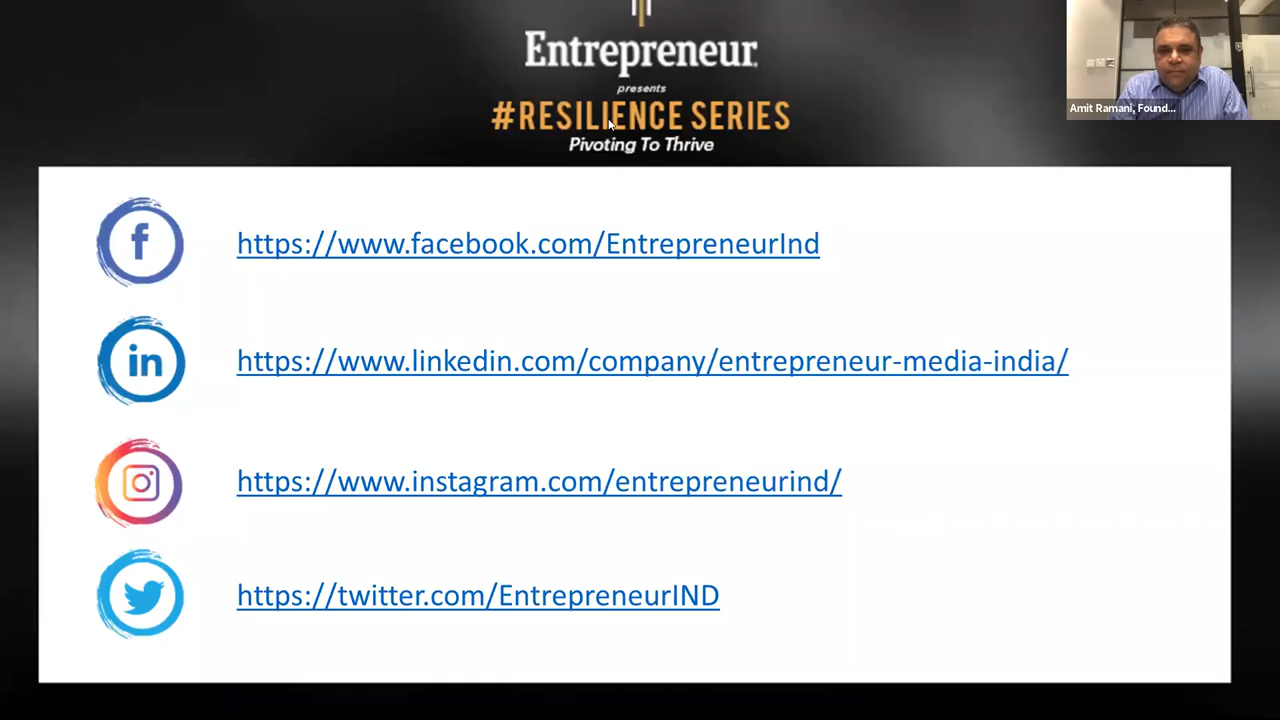 Entrepreneur
presents
#RESILIENCE SERIES
Pivoting To Thrive
Amit Ramani, Found...
https://www.facebook.com/EntrepreneurInd
https://www.linkedin.com/company/entrepreneur-media-india/
https://www.instagram.com/entrepreneurind/
https://twitter.com/EntrepreneurIND